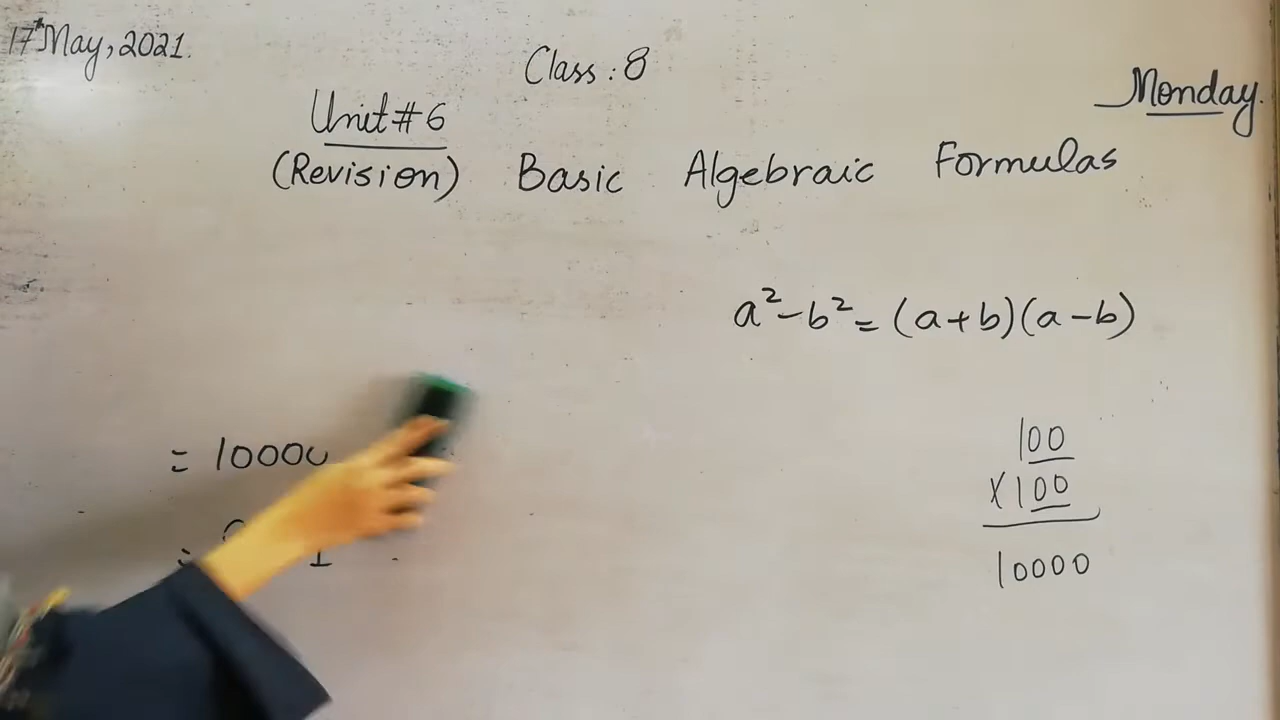 17th May, 2021.
Class : 8
Monday.
Unit # 6
(Revision) Basic Algebraic Formulas
a² - b² = (a + b)(a - b)
100
= 10000
X 100
10000